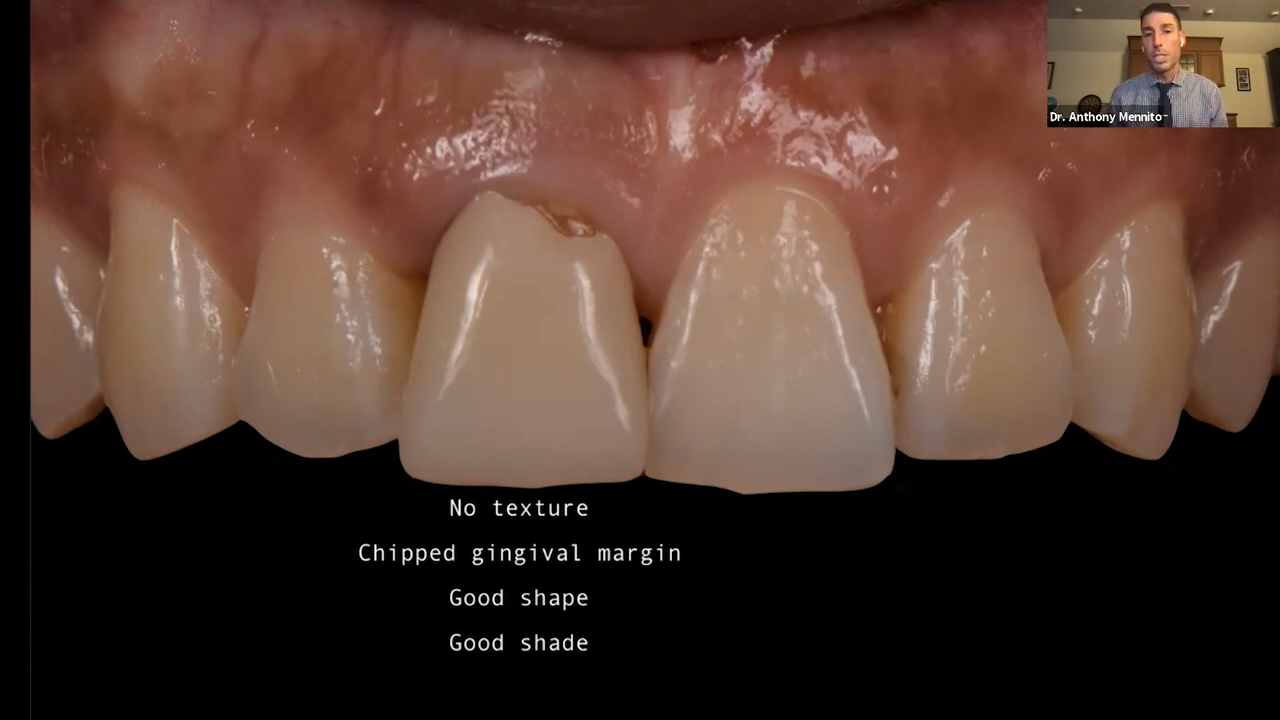 Dr. Anthony Mennito
No texture
Chipped gingival margin
Good shape
Good shade